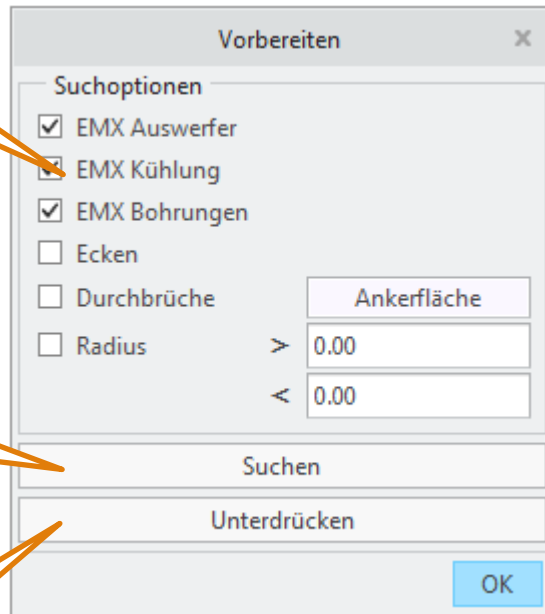 Vorbereiten
Suchoptionen
EMX Auswerfer
EMX Kühlung
EMX Bohrungen
Ecken
Durchbrüche Ankerfläche
Radius > 0.00
< 0.00
Suchen
Unterdrücken
OK